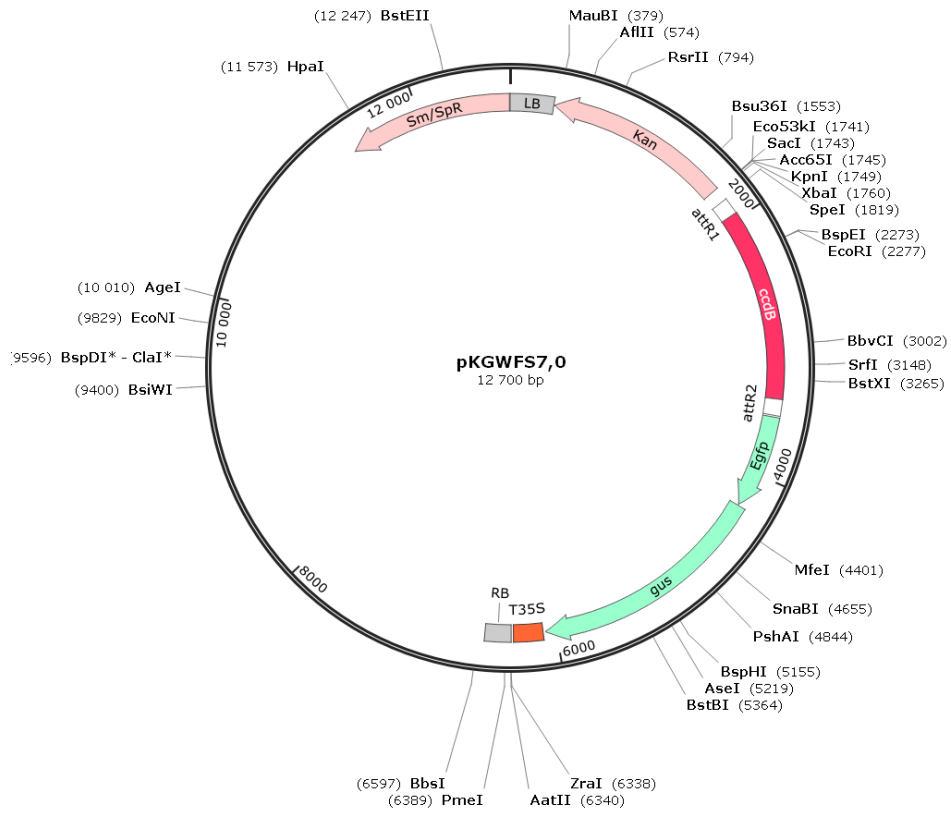 (12 247) BstEII
MauBI (379)
AflII (574)
RsrII (794)
(11 573) HpaI
12 000
Sm/SpR
LB
Kan
Bsu36I (1553)
Eco53kI (1741)
SacI (1743)
Acc65I (1745)
KpnI (1749)
XbaI (1760)
SpeI (1819)
2000
attR1
BspEI (2273)
EcoRI (2277)
ccdB
(10 010) AgeI
10 000
(9829) EcoNI
9596) BspDI* - ClaI*
(9400) BsiWI
pKGWFS7,0
12 700 bp
BbvCI (3002)
SrfI (3148)
BstXI (3265)
attR2
Egfp
4000
MfeI (4401)
SnaBI (4655)
PshAI (4844)
gus
8000
RB
T35S
6000
BspHI (5155)
AseI (5219)
BstBI (5364)
(6597) BbsI
(6389) PmeI
ZraI (6338)
AatII (6340)